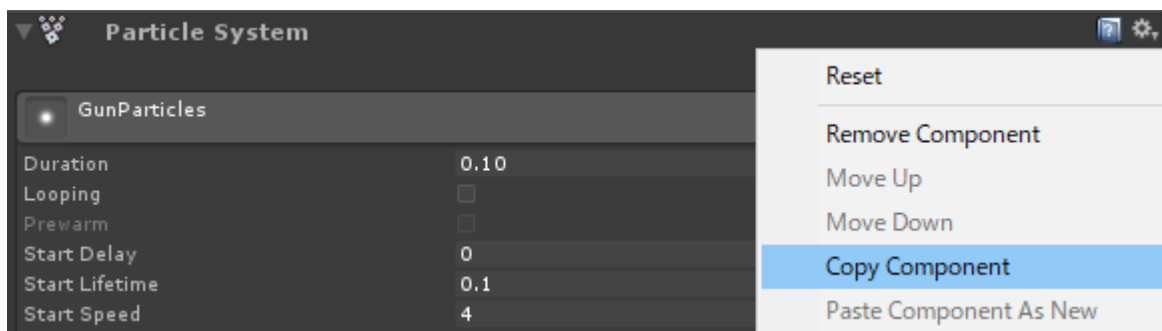 Particle System
GunParticles
Duration 0.10
Looping
Prewarm
Start Delay 0
Start Lifetime 0.1
Start Speed 4
Reset
Remove Component
Move Up
Move Down
Copy Component
Paste Component As New